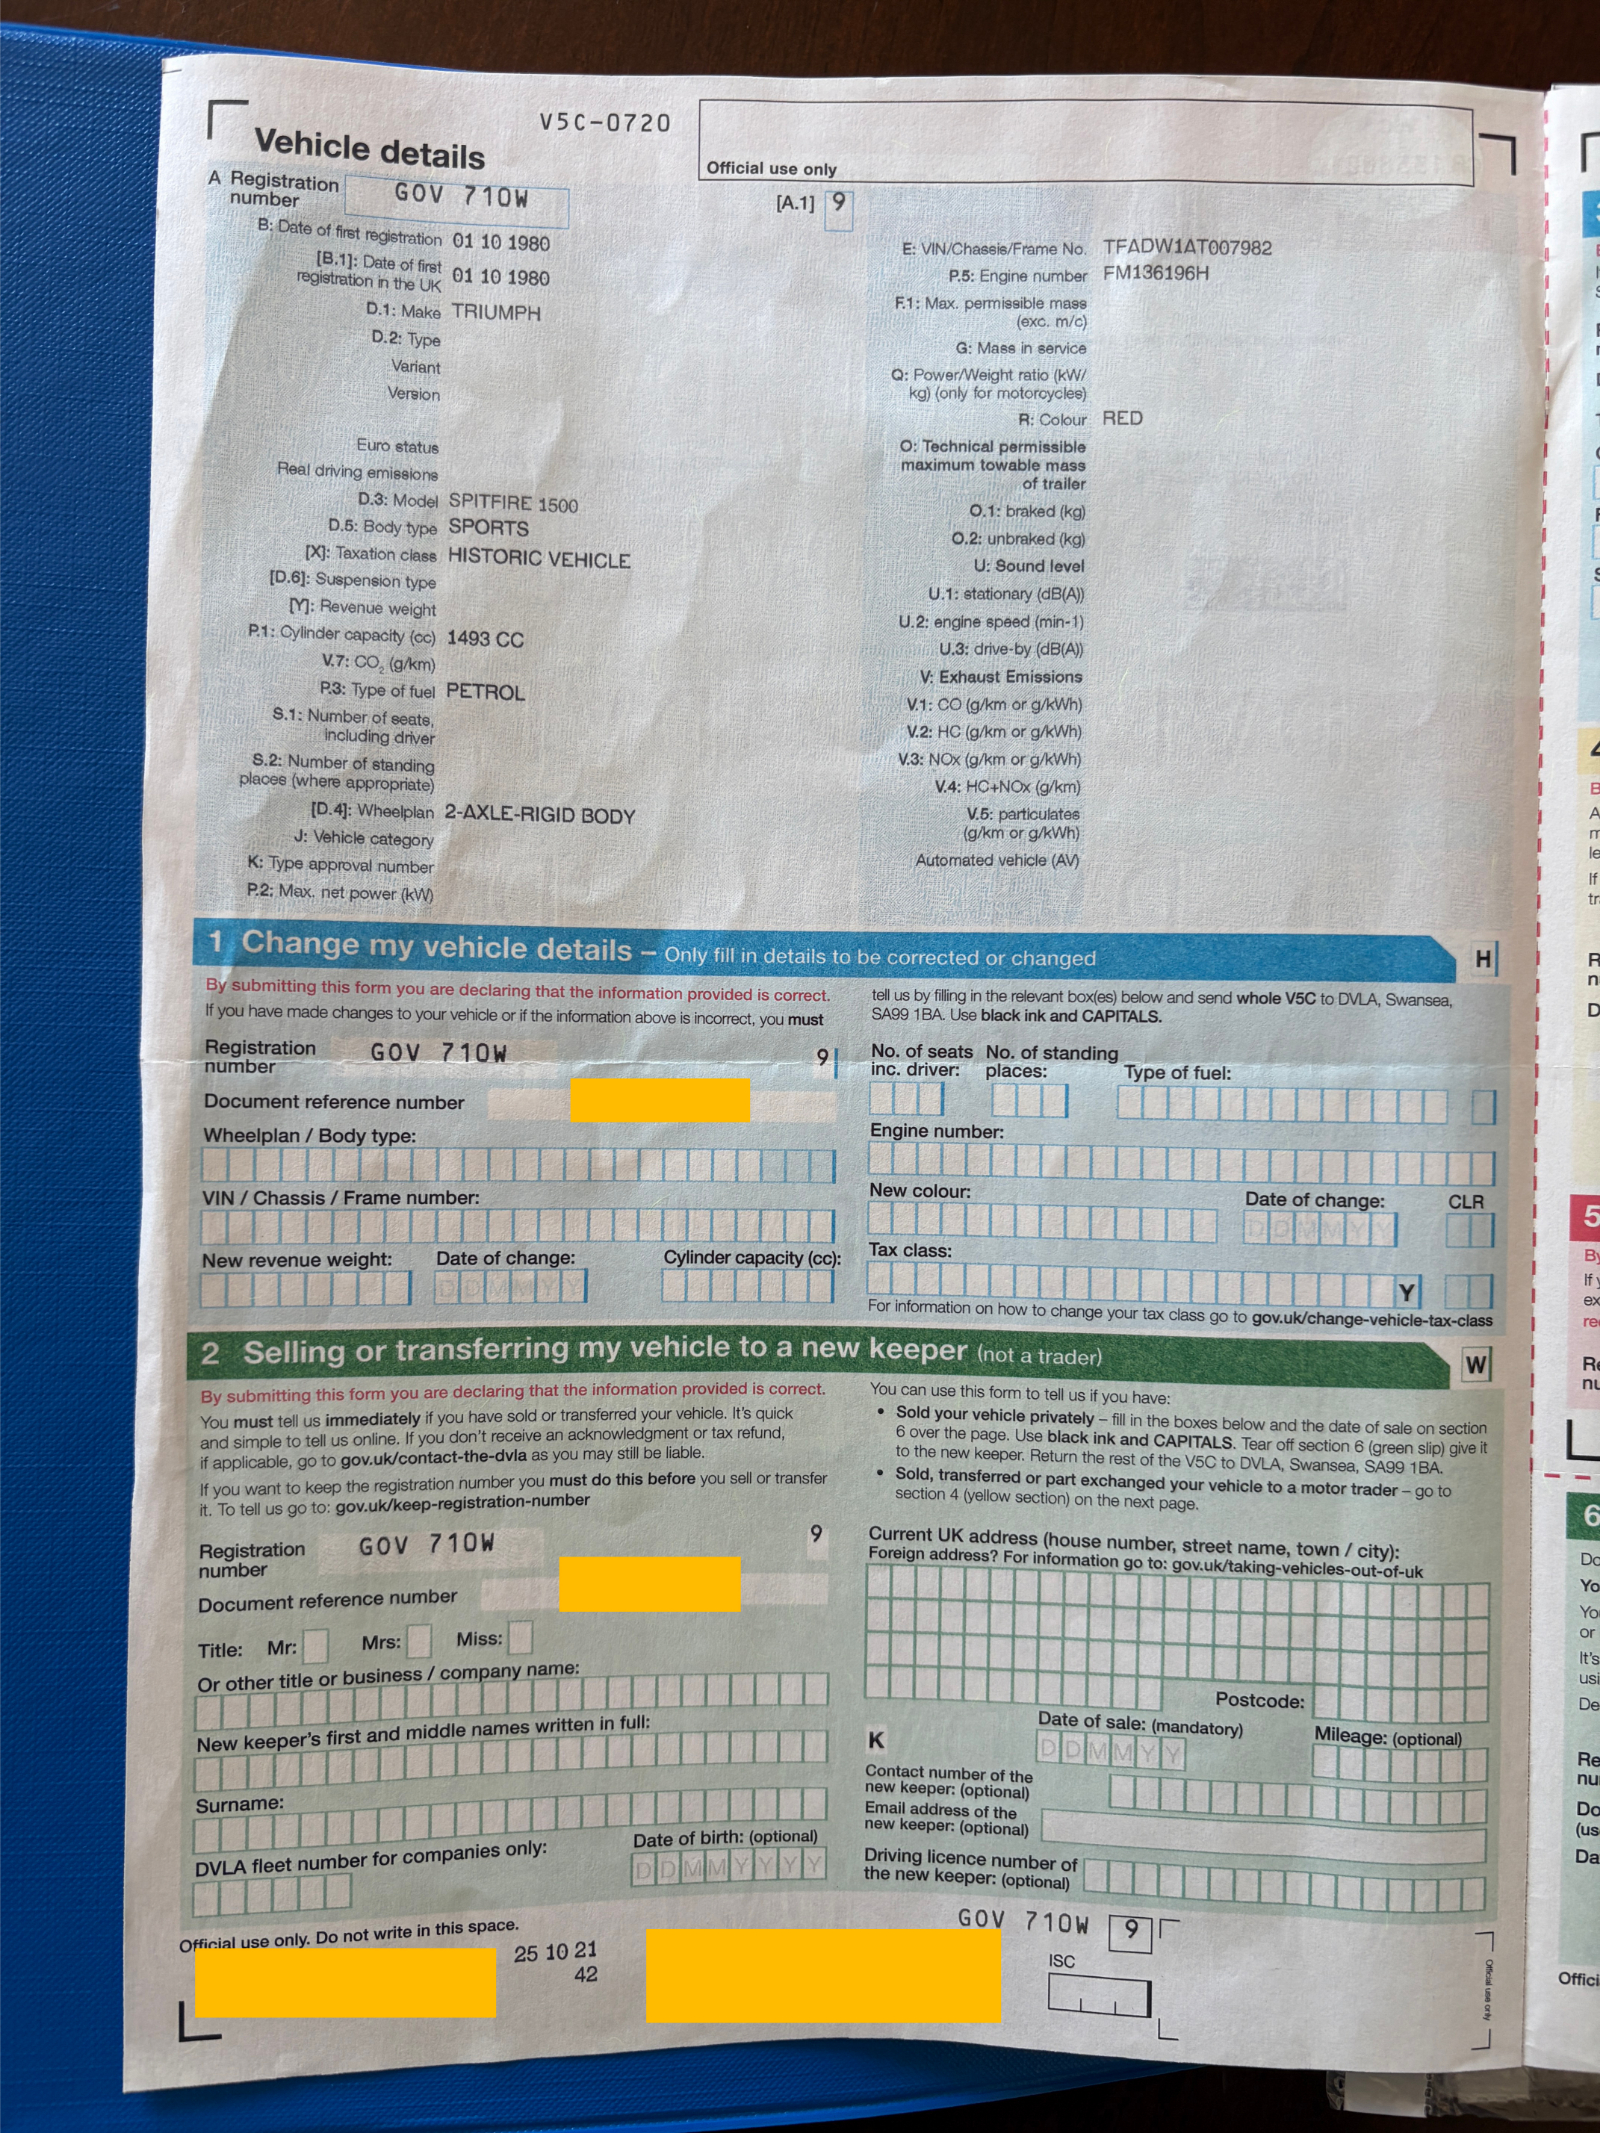 V5C-0720
Vehicle details
Official use only
A Registration number GOV 710W
[A.1] 9
B: Date of first registration 01 10 1980
[B.1]: Date of first
registration in the UK 01 10 1980
D.1: Make TRIUMPH
D.2: Type
Variant
Version
Euro status
Real driving emissions
D.3: Model SPITFIRE 1500
D.5: Body type SPORTS
[X]: Taxation class HISTORIC VEHICLE
[D.6]: Suspension type
[Y]: Revenue weight
P.1: Cylinder capacity (cc) 1493 CC
V.7: CO2 (g/km)
P.3: Type of fuel PETROL
S.1: Number of seats,
including driver
S.2: Number of standing
places (where appropriate)
[D.4]: Wheelplan 2-AXLE-RIGID BODY
J: Vehicle category
K: Type approval number
P.2: Max. net power (kW)
E: VIN/Chassis/Frame No. TFADW1AT007982
P.5: Engine number FM136196H
F.1: Max. permissible mass
(exc. m/c)
G: Mass in service
Q: Power/Weight ratio (kW/
kg) (only for motorcycles)
R: Colour RED
O: Technical permissible
maximum towable mass
of trailer
O.1: braked (kg)
O.2: unbraked (kg)
U: Sound level
U.1: stationary (dB(A))
U.2: engine speed (min-1)
U.3: drive-by (dB(A))
V: Exhaust Emissions
V.1: CO (g/km or g/kWh)
V.2: HC (g/km or g/kWh)
V.3: NOx (g/km or g/kWh)
V.4: HC+NOx (g/km)
V.5: particulates
(g/km or g/kWh)
Automated vehicle (AV)
1 Change my vehicle details – Only fill in details to be corrected or changed
H
By submitting this form you are declaring that the information provided is correct.
If you have made changes to your vehicle or if the information above is incorrect, you must
tell us by filling in the relevant box(es) below and send whole V5C to DVLA, Swansea,
SA99 1BA. Use black ink and CAPITALS.
Registration
number GOV 710W 9
Document reference number
Wheelplan / Body type:
VIN / Chassis / Frame number:
New revenue weight: Date of change: Cylinder capacity (cc):
DDMMYY
No. of seats
inc. driver:
No. of standing
places:
Type of fuel:
Engine number:
New colour: Date of change: CLR
DDMMYY
Tax class:
Y
For information on how to change your tax class go to gov.uk/change-vehicle-tax-class
2 Selling or transferring my vehicle to a new keeper (not a trader)
W
By submitting this form you are declaring that the information provided is correct.
You must tell us immediately if you have sold or transferred your vehicle. It's quick
and simple to tell us online. If you don't receive an acknowledgment or tax refund,
if applicable, go to gov.uk/contact-the-dvla as you may still be liable.
If you want to keep the registration number you must do this before you sell or transfer
it. To tell us go to: gov.uk/keep-registration-number
You can use this form to tell us if you have:
• Sold your vehicle privately – fill in the boxes below and the date of sale on section
6 over the page. Use black ink and CAPITALS. Tear off section 6 (green slip) give it
to the new keeper. Return the rest of the V5C to DVLA, Swansea, SA99 1BA.
• Sold, transferred or part exchanged your vehicle to a motor trader – go to
section 4 (yellow section) on the next page.
Registration
number GOV 710W 9
Document reference number
Title: Mr: Mrs: Miss:
Or other title or business / company name:
New keeper's first and middle names written in full:
Surname:
DVLA fleet number for companies only:
Date of birth: (optional)
DDMMYYYY
Current UK address (house number, street name, town / city):
Foreign address? For information go to: gov.uk/taking-vehicles-out-of-uk
Postcode:
K
Date of sale: (mandatory)
DDMMYY
Mileage: (optional)
Contact number of the
new keeper: (optional)
Email address of the
new keeper: (optional)
Driving licence number of
the new keeper: (optional)
Official use only. Do not write in this space.
25 10 21
42
GOV 710W 9
ISC
Official use only
4
5
6